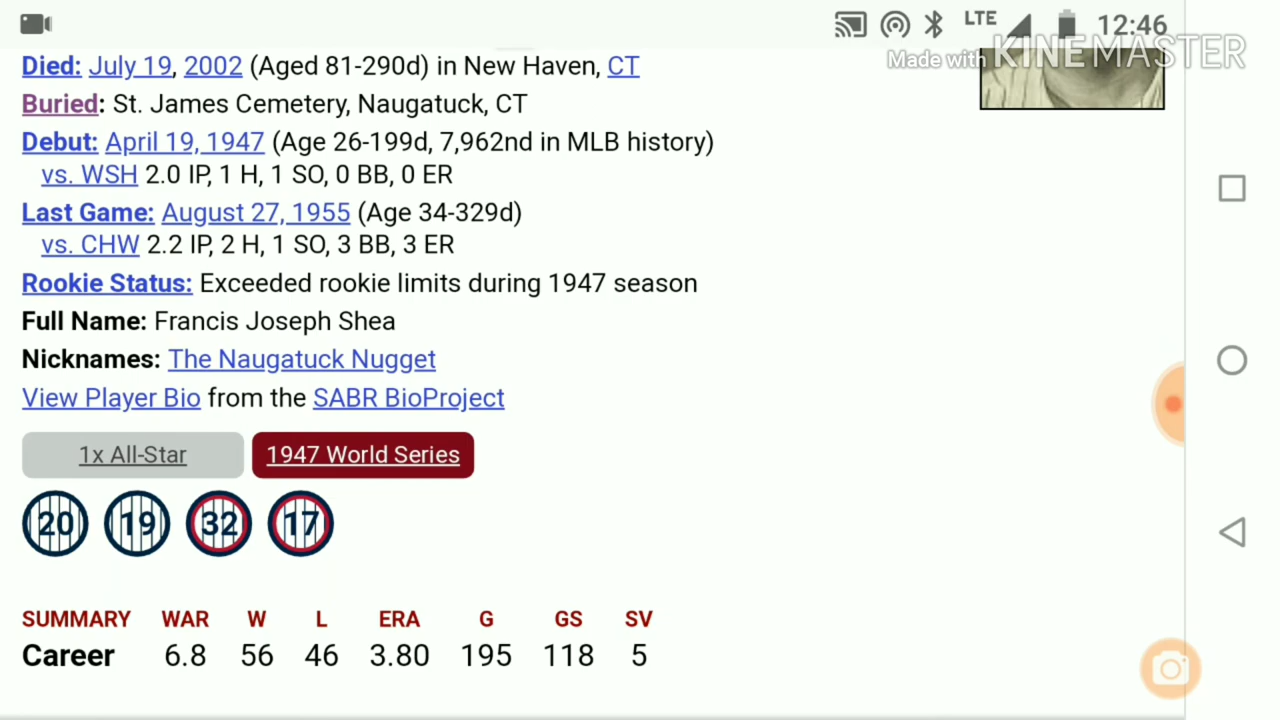 LTE 12:46
Made with KINEMASTER
Died: July 19, 2002 (Aged 81-290d) in New Haven, CT
Buried: St. James Cemetery, Naugatuck, CT
Debut: April 19, 1947 (Age 26-199d, 7,962nd in MLB history)
vs. WSH 2.0 IP, 1 H, 1 SO, 0 BB, 0 ER
Last Game: August 27, 1955 (Age 34-329d)
vs. CHW 2.2 IP, 2 H, 1 SO, 3 BB, 3 ER
Rookie Status: Exceeded rookie limits during 1947 season
Full Name: Francis Joseph Shea
Nicknames: The Naugatuck Nugget
View Player Bio from the SABR BioProject
1x All-Star 1947 World Series
20 19 32 17
SUMMARY WAR W L ERA G GS SV
Career 6.8 56 46 3.80 195 118 5